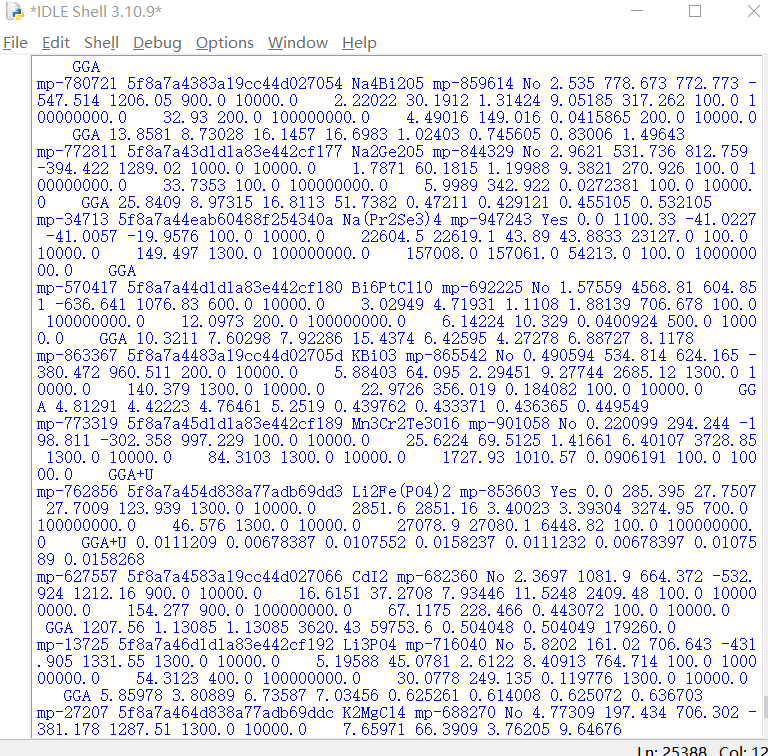 *IDLE Shell 3.10.9*
File Edit Shell Debug Options Window Help
GGA
mp-780721 5f8a7a4383a19cc44d027054 Na4Bi2O5 mp-859614 No 2.535 778.673 772.773 -
547.514 1206.05 900.0 10000.0 2.22022 30.1912 1.31424 9.05185 317.262 100.0 1
00000000.0 32.93 200.0 100000000.0 4.49016 149.016 0.0415865 200.0 10000.0
GGA 13.8581 8.73028 16.1457 16.6983 1.02403 0.745605 0.83006 1.49643
mp-772811 5f8a7a43d1d1a83e442cf177 Na2Ge2O5 mp-844329 No 2.9621 531.736 812.759
-394.422 1289.02 1000.0 10000.0 1.7871 60.1815 1.19988 9.3821 270.926 100.0 1
00000000.0 33.7353 100.0 100000000.0 5.9989 342.922 0.0272381 100.0 10000.
0 GGA 25.8409 8.97315 16.8113 51.7382 0.47211 0.429121 0.455105 0.532105
mp-34713 5f8a7a44eab60488f254340a Na(Pr2Se3)4 mp-947243 Yes 0.0 1100.33 -41.0227
-41.0057 -19.9576 100.0 10000.0 22604.5 22619.1 43.89 43.8833 23127.0 100.0
10000.0 149.497 1300.0 100000000.0 157008.0 157061.0 54213.0 100.0 1000000
00.0 GGA
mp-570417 5f8a7a44d1d1a83e442cf180 Bi6PtCl10 mp-692225 No 1.57559 4568.81 604.85
1 -636.641 1076.83 600.0 10000.0 3.02949 4.71931 1.1108 1.88139 706.678 100.0
100000000.0 12.0973 200.0 100000000.0 6.14224 10.329 0.0400924 500.0 1000
0.0 GGA 10.3211 7.60298 7.92286 15.4374 6.42595 4.27278 6.88727 8.1178
mp-863367 5f8a7a4483a19cc44d02705d KBiO3 mp-865542 No 0.490594 534.814 624.165 -
380.472 960.511 200.0 10000.0 5.88403 64.095 2.29451 9.27744 2685.12 1300.0 1
0000.0 140.379 1300.0 10000.0 22.9726 356.019 0.184082 100.0 10000.0 GG
A 4.81291 4.42223 4.76461 5.2519 0.439762 0.433371 0.436365 0.449549
mp-773319 5f8a7a45d1d1a83e442cf189 Mn3Cr2Te3O16 mp-901058 No 0.220099 294.244 -1
98.811 -302.358 997.229 100.0 10000.0 25.6224 69.5125 1.41661 6.40107 3728.85
1300.0 10000.0 84.3103 1300.0 10000.0 1727.93 1010.57 0.0906191 100.0 100
00.0 GGA+U
mp-762856 5f8a7a454d838a77adb69dd3 Li2Fe(PO4)2 mp-853603 Yes 0.0 285.395 27.7507
27.7009 123.939 1300.0 10000.0 2851.6 2851.16 3.40023 3.39304 3274.95 700.0
100000000.0 46.576 1300.0 10000.0 27078.9 27080.1 6448.82 100.0 100000000.
0 GGA+U 0.0111209 0.00678387 0.0107552 0.0158237 0.0111232 0.00678397 0.01075
89 0.0158268
mp-627557 5f8a7a4583a19cc44d027066 CdI2 mp-682360 No 2.3697 1081.9 664.372 -532.
924 1212.16 900.0 10000.0 16.6151 37.2708 7.93446 11.5248 2409.48 100.0 10000
0000.0 154.277 900.0 100000000.0 67.1175 228.466 0.443072 100.0 10000.0
GGA 1207.56 1.13085 1.13085 3620.43 59753.6 0.504048 0.504049 179260.0
mp-13725 5f8a7a46d1d1a83e442cf192 Li3PO4 mp-716040 No 5.8202 161.02 706.643 -431
.905 1331.55 1300.0 10000.0 5.19588 45.0781 2.6122 8.40913 764.714 100.0 1000
00000.0 54.3123 400.0 100000000.0 30.0778 249.135 0.119776 1300.0 10000.0
GGA 5.85978 3.80889 6.73587 7.03456 0.625261 0.614008 0.625072 0.636703
mp-27207 5f8a7a464d838a77adb69ddc K2MgCl4 mp-688270 No 4.77309 197.434 706.302 -
381.178 1287.51 1300.0 10000.0 7.65971 66.3909 3.76205 9.64676
Ln: 25388 Col: 12